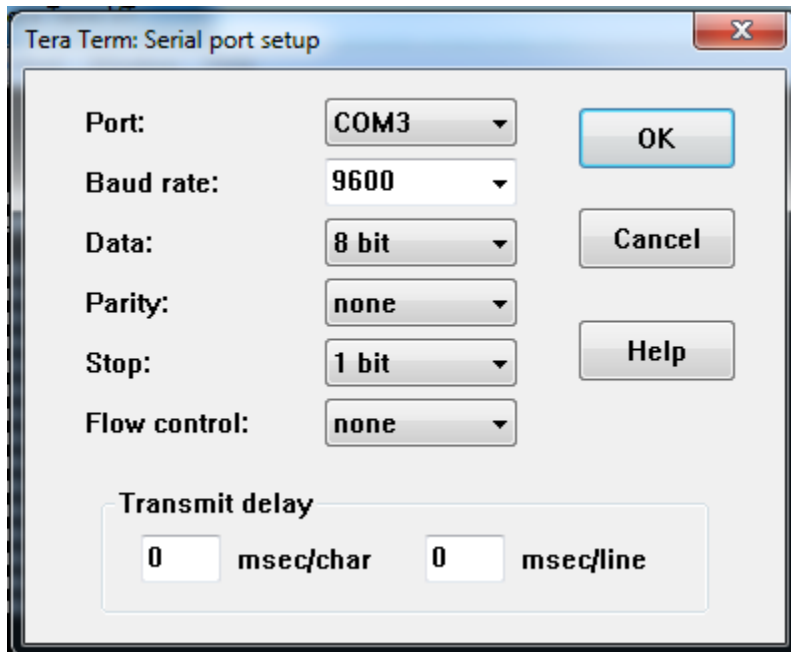 Tera Term: Serial port setup
Port: COM3 OK
Baud rate: 9600
Data: 8 bit Cancel
Parity: none
Stop: 1 bit Help
Flow control: none
Transmit delay
0 msec/char 0 msec/line